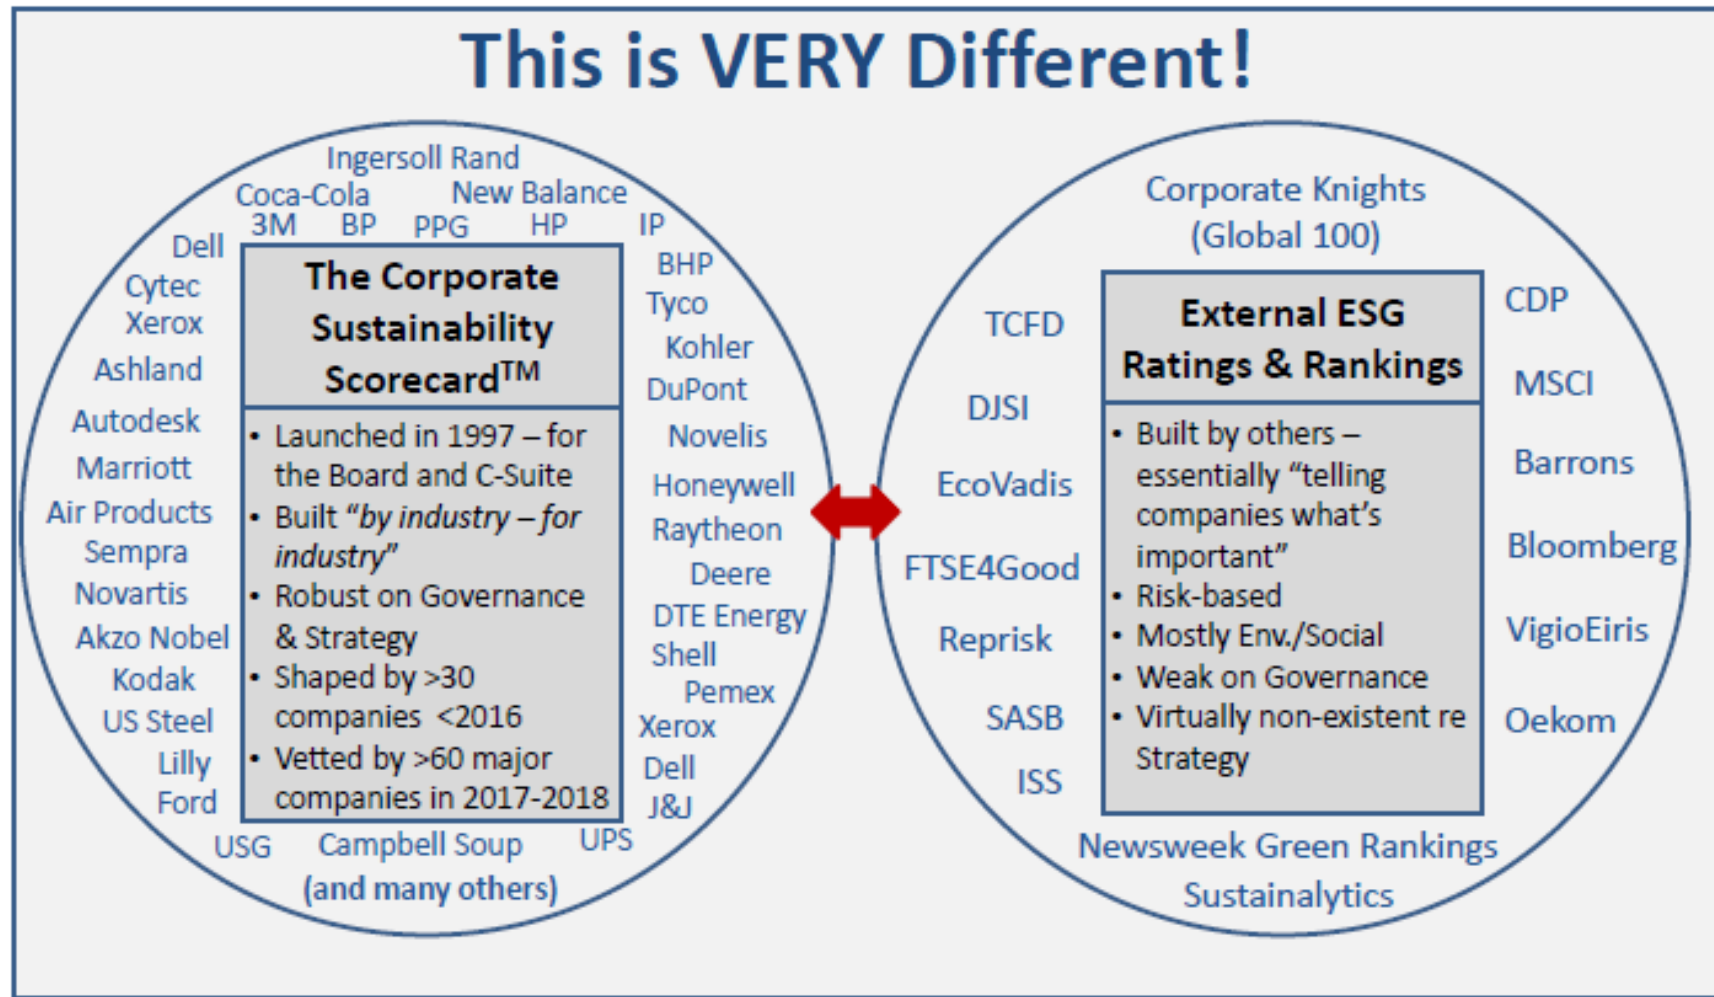 This is VERY Different!
Ingersoll Rand
Coca-Cola New Balance
3M BP PPG HP IP
Dell
Cytec
Xerox
Ashland
Autodesk
Marriott
Air Products
Sempra
Novartis
Akzo Nobel
Kodak
US Steel
Lilly
Ford
The Corporate
Sustainability
Scorecard™
• Launched in 1997 – for
the Board and C-Suite
• Built “by industry – for
industry”
• Robust on Governance
& Strategy
• Shaped by >30
companies <2016
• Vetted by >60 major
companies in 2017-2018
BHP
Tyco
Kohler
DuPont
Novelis
Honeywell
Raytheon
Deere
DTE Energy
Shell
Pemex
Xerox
Dell
J&J
USG Campbell Soup UPS
(and many others)
Corporate Knights
(Global 100)
TCFD
DJSI
EcoVadis
FTSE4Good
Reprisk
SASB
ISS
External ESG
Ratings & Rankings
• Built by others –
essentially “telling
companies what’s
important”
• Risk-based
• Mostly Env./Social
• Weak on Governance
• Virtually non-existent re
Strategy
CDP
MSCI
Barrons
Bloomberg
VigioEiris
Oekom
Newsweek Green Rankings
Sustainalytics